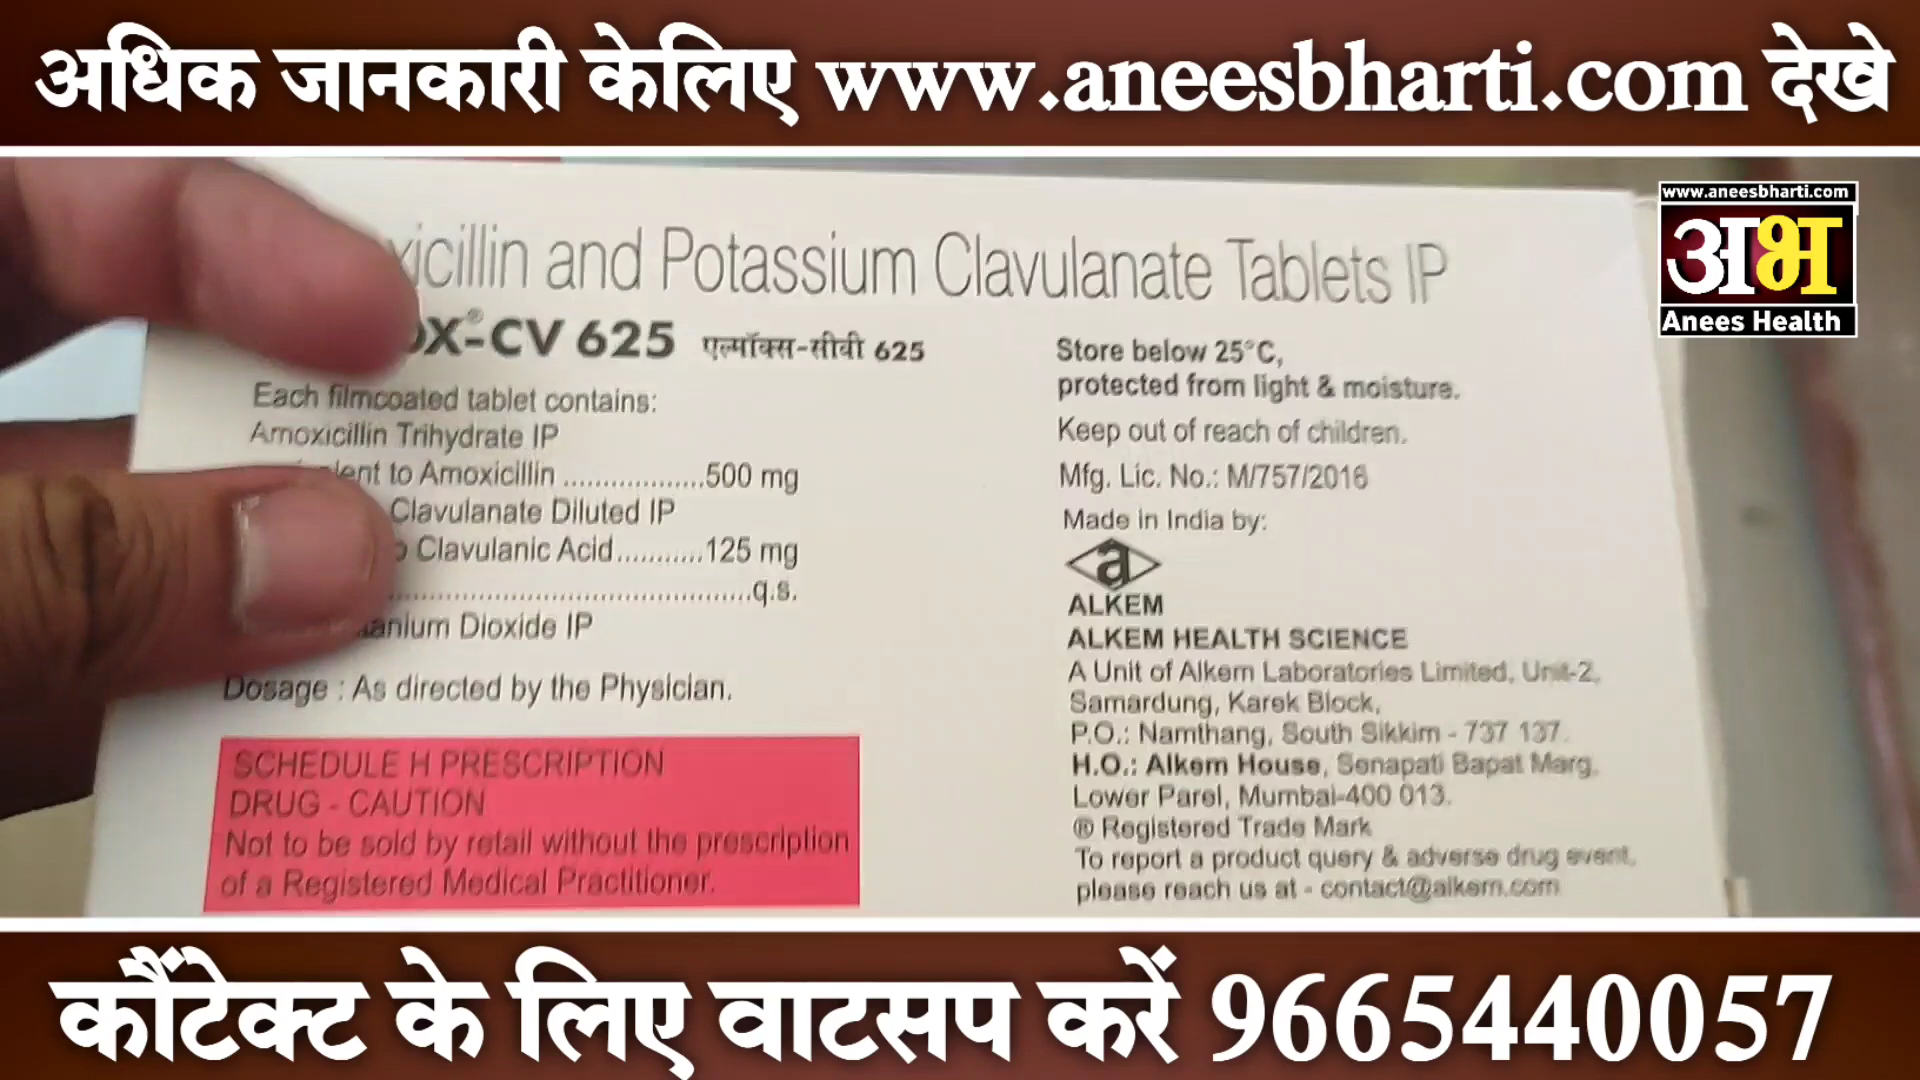 अधिक जानकारी केलिए www.aneesbharti.com देखे
www.aneesbharti.com
अभ
Anees Health
and Potassium Clavulanate Tablets IP
CV 625 एल्मॉक्स-सीवी 625
Each filmcoated tablet contains:
Amoxicillin Trihydrate IP
to Amoxicillin ..................500 mg
Clavulanate Diluted IP
Clavulanic Acid...........125 mg
..............................................q.s.
Dioxide IP
Dosage : As directed by the Physician.
SCHEDULE H PRESCRIPTION
DRUG - CAUTION
Not to be sold by retail without the prescription
of a Registered Medical Practitioner.
Store below 25°C,
protected from light & moisture.
Keep out of reach of children.
Mfg. Lic. No.: M/757/2016
Made in India by:
a
ALKEM
ALKEM HEALTH SCIENCE
A Unit of Alkem Laboratories Limited, Unit-2,
Samardung, Karek Block,
P.O.: Namthang, South Sikkim - 737 137.
H.O.: Alkem House, Senapati Bapat Marg,
Lower Parel, Mumbai-400 013.
® Registered Trade Mark
To report a product query & adverse drug event,
please reach us at - contact@alkem.com
कौंटेक्ट के लिए वाटसप करें 9665440057